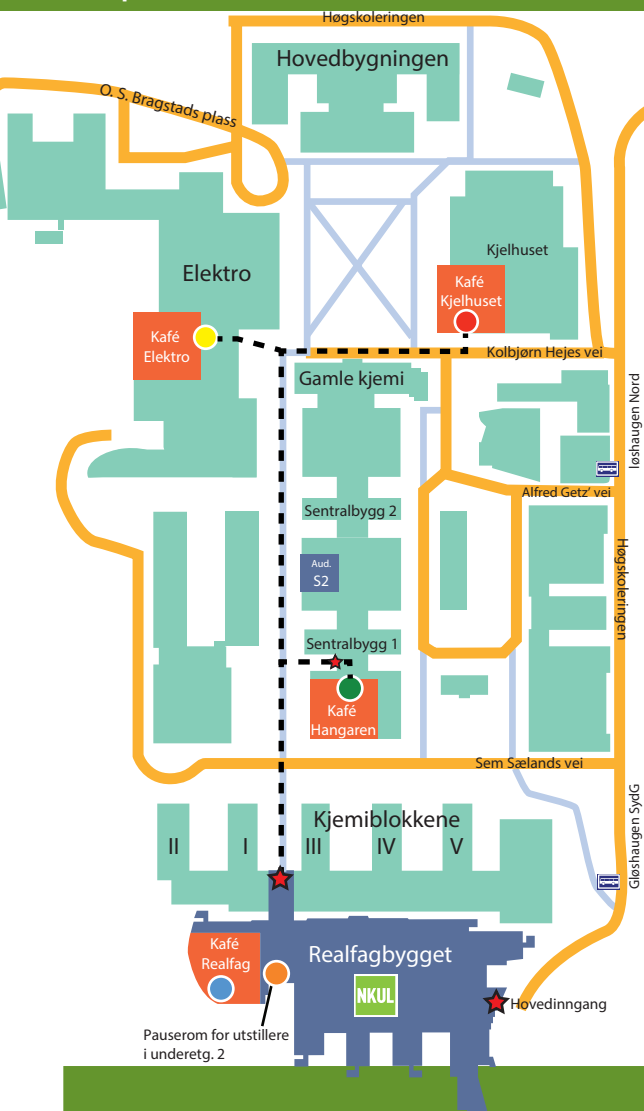 Høgskoleringen
Hovedbygningen
O. S. Bragstads plass
Kjelhuset
Elektro
Kafé
Kjelhuset
Kafé
Elektro
Kolbjørn Hejes vei
Gamle kjemi
løshaugen Nord
Alfred Getz' vei
Sentralbygg 2
Høgskoleringen
Aud.
S2
Sentralbygg 1
Kafé
Hangaren
Sem Sælands vei
Gløshaugen SydG
Kjemiblokkene
II
I
III
IV
V
Kafé
Realfag
Realfagbygget
NKUL
Hovedinngang
Pauserom for utstillere
i underetg. 2